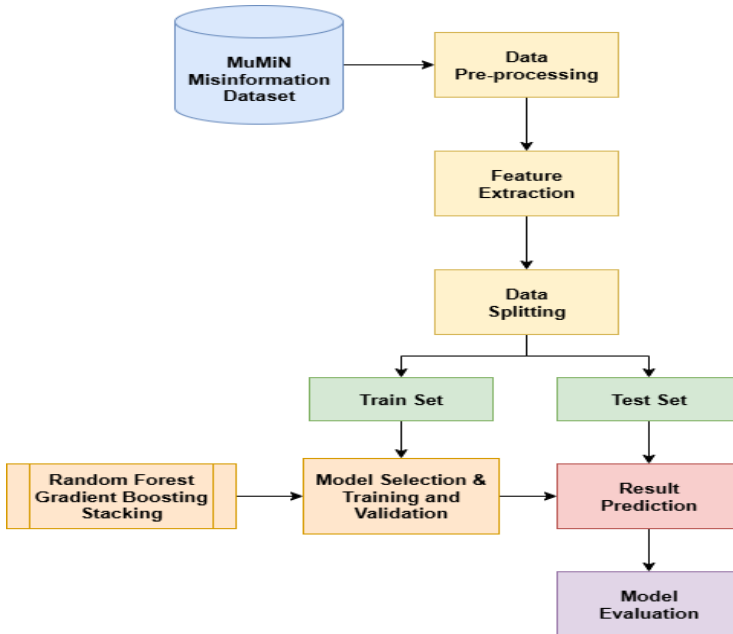 MuMiN
Misinformation
Dataset
Data
Pre-processing
Feature
Extraction
Data
Splitting
Train Set
Test Set
Random Forest
Gradient Boosting
Stacking
Model Selection &
Training and
Validation
Result
Prediction
Model
Evaluation